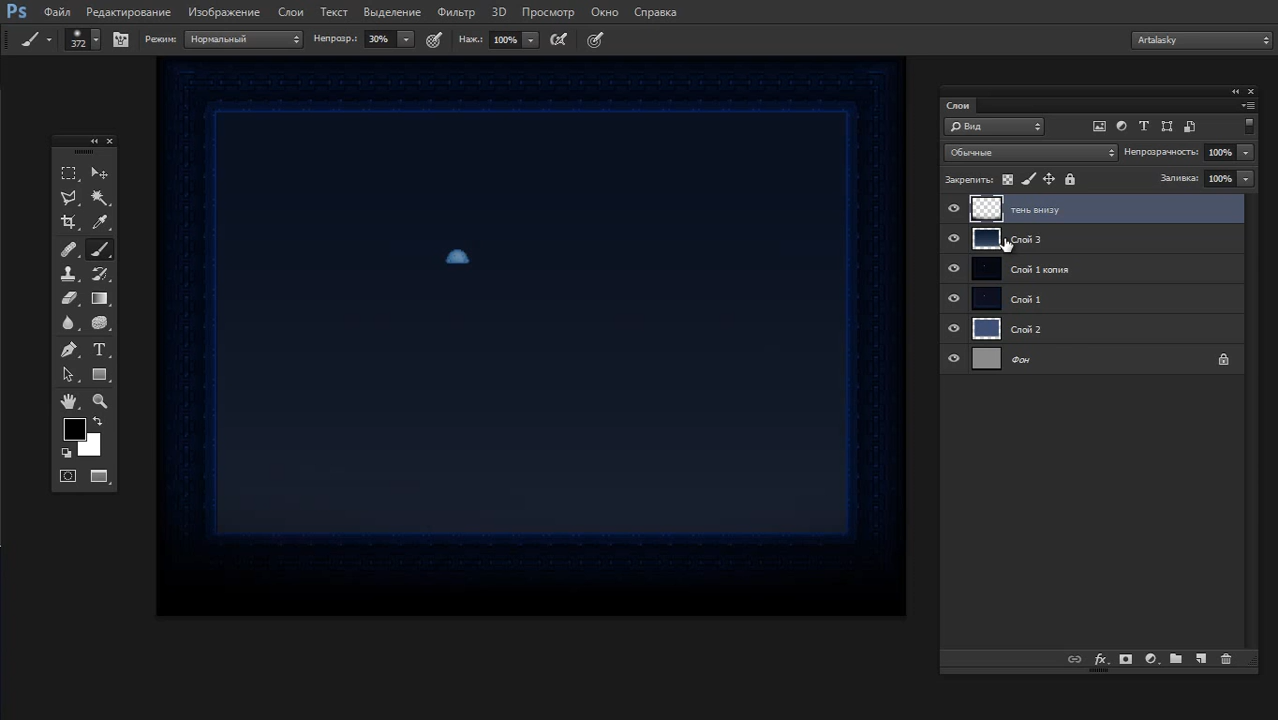 Ps Файл Редактирование Изображение Слои Текст Выделение Фильтр 3D Просмотр Окно Справка
372 Режим: Нормальный Непрозр.: 30% Наж.: 100% Artalasky
Слои
Вид
Обычные Непрозрачность: 100%
Закрепить: Заливка: 100%
тень внизу
Слой 3
Слой 1 копия
Слой 1
Слой 2
Фон
fx